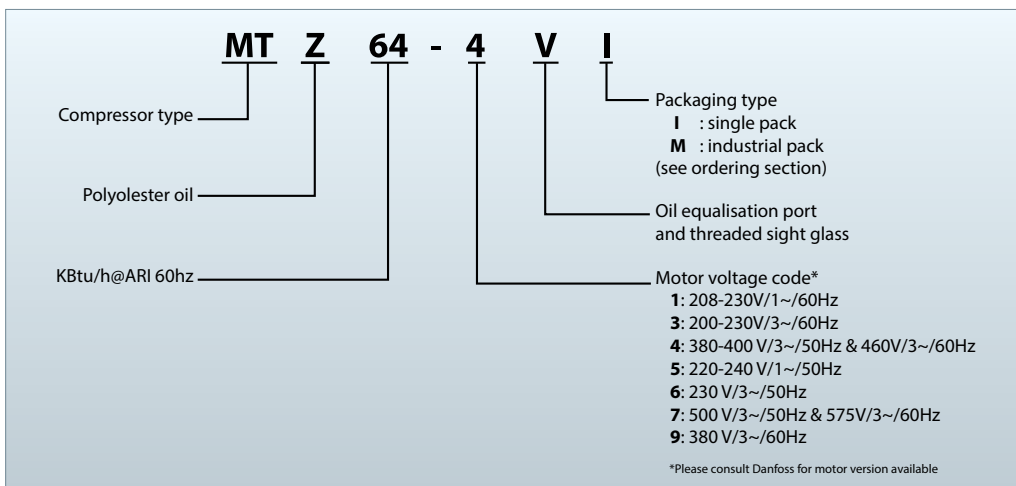 MT Z 64 - 4 V I
Compressor type
Polyolester oil
KBtu/h@ARI 60hz
Packaging type
I : single pack
M : industrial pack
(see ordering section)
Oil equalisation port
and threaded sight glass
Motor voltage code*
1: 208-230V/1~/60Hz
3: 200-230V/3~/60Hz
4: 380-400 V/3~/50Hz & 460V/3~/60Hz
5: 220-240 V/1~/50Hz
6: 230 V/3~/50Hz
7: 500 V/3~/50Hz & 575V/3~/60Hz
9: 380 V/3~/60Hz
*Please consult Danfoss for motor version available